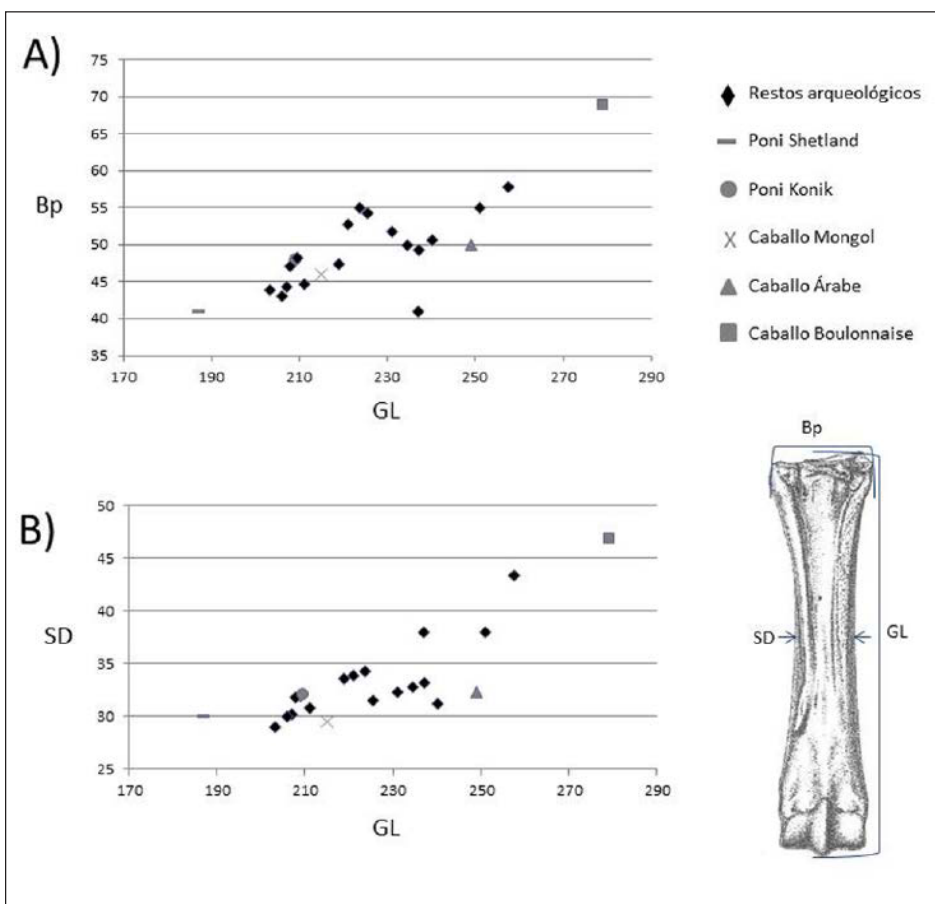 A)
75
70
65
60
55
50
45
40
35
Bp
170 190 210 230 250 270 290
GL
Restos arqueológicos
Poni Shetland
Poni Konik
Caballo Mongol
Caballo Árabe
Caballo Boulonnaise
B)
50
45
40
35
30
25
SD
170 190 210 230 250 270 290
GL
Bp
SD
GL